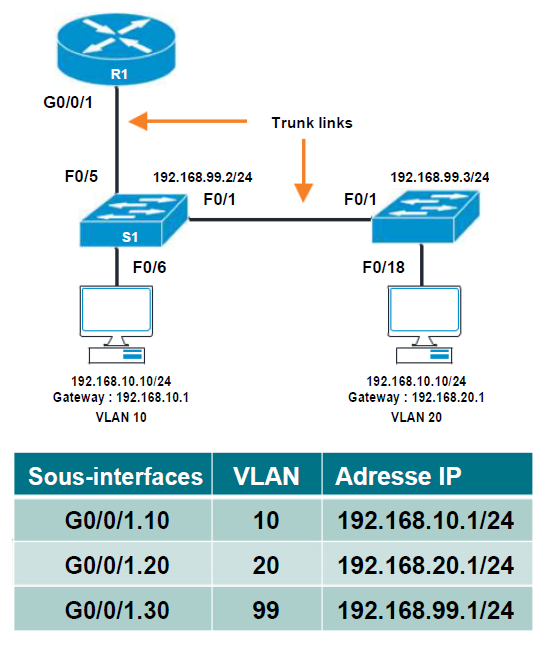 R1
G0/0/1
Trunk links
F0/5
192.168.99.2/24
192.168.99.3/24
F0/1
F0/1
S1
F0/6
F0/18
192.168.10.10/24
Gateway : 192.168.10.1
VLAN 10
192.168.10.10/24
Gateway : 192.168.20.1
VLAN 20
Sous-interfaces VLAN Adresse IP
G0/0/1.10 10 192.168.10.1/24
G0/0/1.20 20 192.168.20.1/24
G0/0/1.30 99 192.168.99.1/24